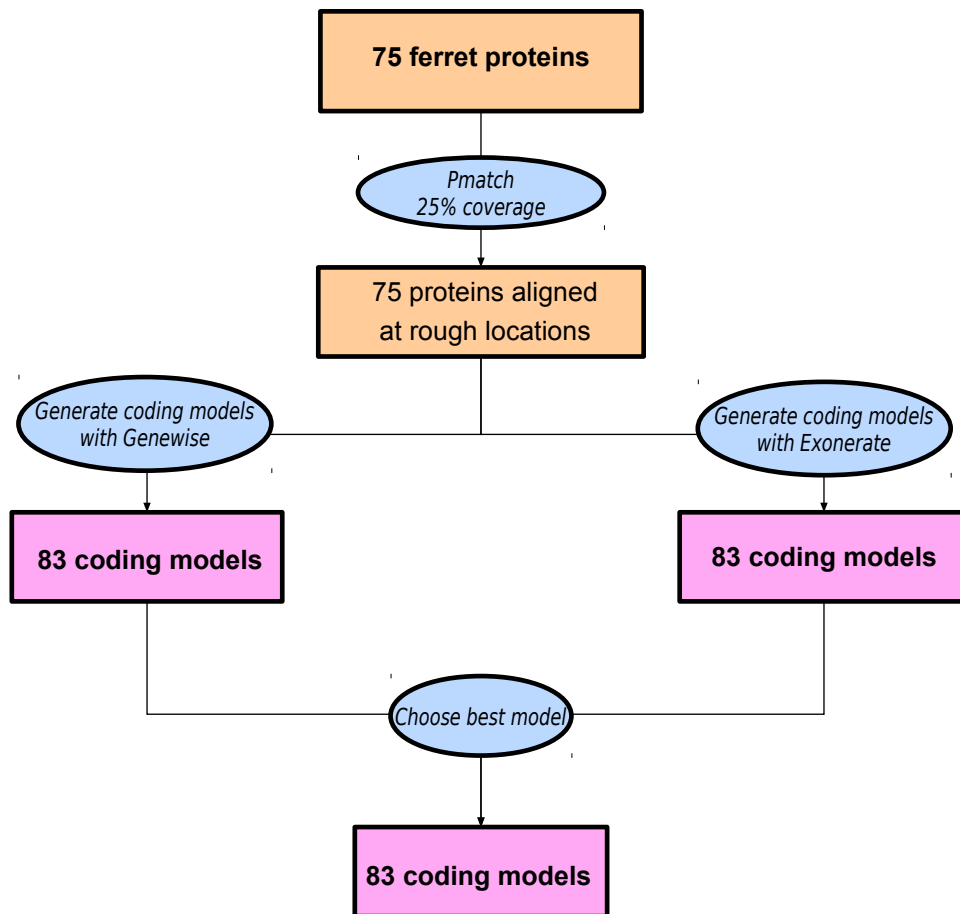 75 ferret proteins
Pmatch
25% coverage
75 proteins aligned
at rough locations
Generate coding models
with Genewise
Generate coding models
with Exonerate
83 coding models
83 coding models
Choose best model
83 coding models